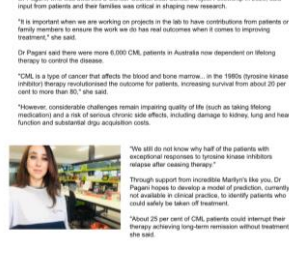 input from patients and their families was critical in shaping new research.
"It is important when we are working on projects in the lab to have contributions from patients or
family members to ensure the work we do has real outcomes when it comes to improving
treatment," she said.
Dr Pagani said there were more 6,000 CML patients in Australia now dependent on lifelong
therapy to control the disease.
"CML is a type of cancer that affects the blood and bone marrow... in the 1980s (tyrosine kinase
inhibitor) therapy revolutionised the outcome for patients, increasing survival from about 20 per
cent to more than 80," she said.
"However, considerable challenges remain impairing quality of life (such as taking lifelong
medication) and a risk of serious chronic side effects, including damage to kidney, lung and hear
function and substantial drgu acquisition costs.
"We still do not know why half of the patients with
exceptional responses to tyrosine kinase inhibitors
relapse after ceasing therapy."
Through support from incredible Marilyn's like you, Dr
Pagani hopes to develop a model of prediction, currently
not available in clinical practice, to identify patients who
could safely be taken off treatment.
"About 25 per cent of CML patients could interrupt their
therapy achieving long-term remission without treatment
she said.